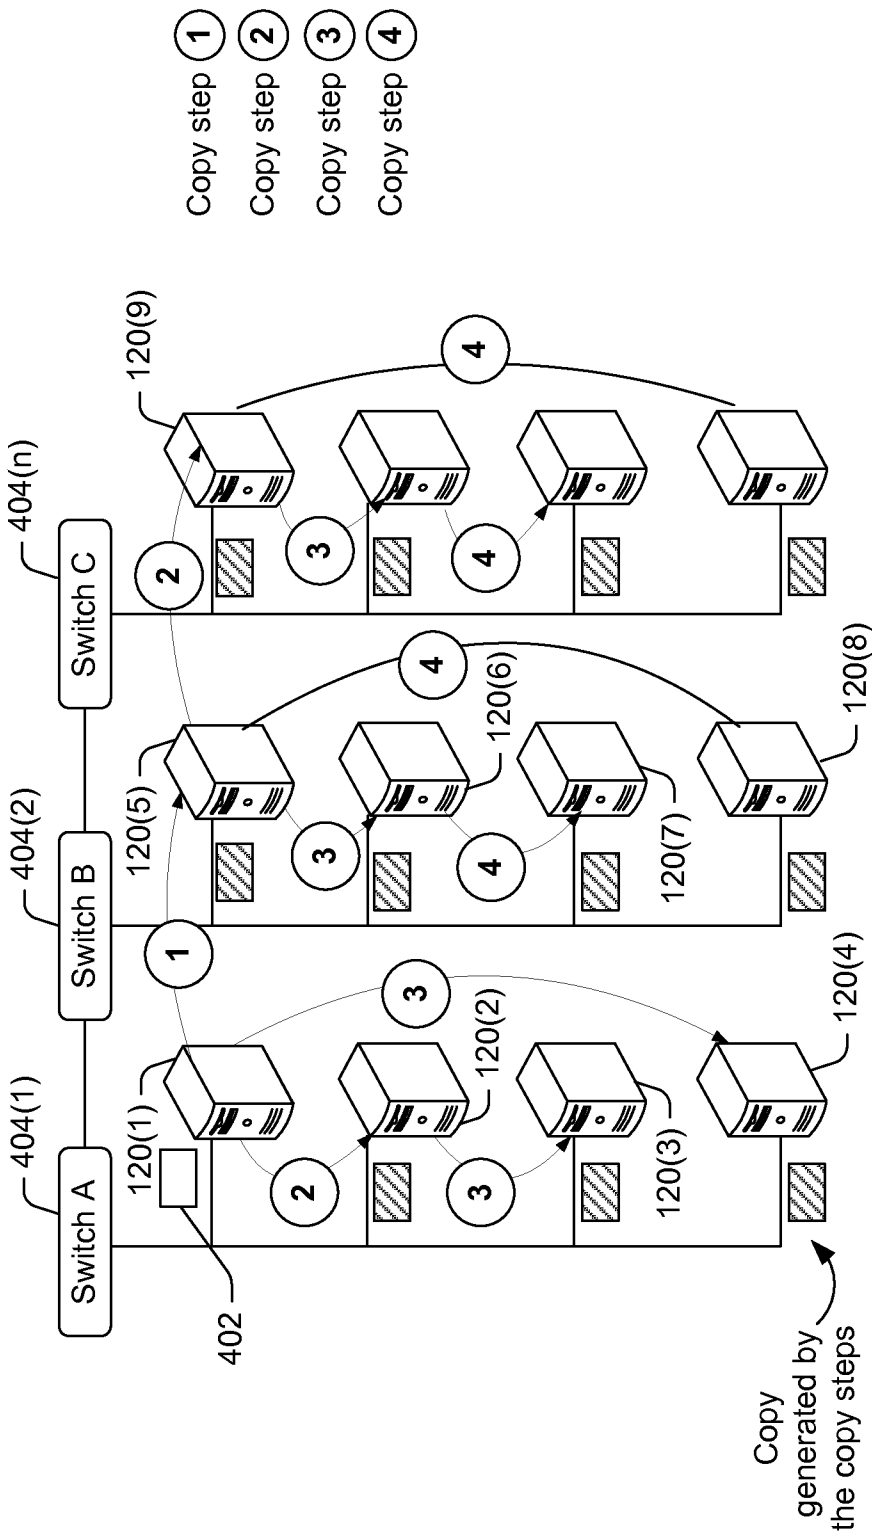 404(1)
404(2)
404(n)
Switch A
Switch B
Switch C
120(1)
120(5)
120(9)
402
1
2
2
3
3
120(2)
120(6)
3
4
4
3
4
4
120(3)
120(7)
120(4)
120(8)
Copy
generated by
the copy steps
Copy step 1
Copy step 2
Copy step 3
Copy step 4